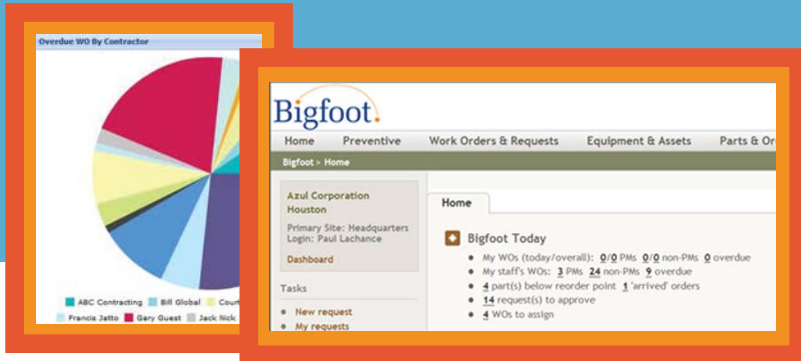 Overdue WO By Contractor
ABC Contracting Bill Global Court
Francis Jatto Gary Guest Jack Nick
Bigfoot.
Home Preventive Work Orders & Requests Equipment & Assets Parts & Or
Bigfoot > Home
Azul Corporation
Houston
Primary Site: Headquarters
Login: Paul Lachance
Dashboard
Tasks
New request
My requests
Home
Bigfoot Today
My WOs (today/overall): 0/0 PMs 0/0 non-PMs 0 overdue
My staff's WOs: 3 PMs 24 non-PMs 9 overdue
4 part(s) below reorder point 1 'arrived' orders
14 request(s) to approve
4 WOs to assign